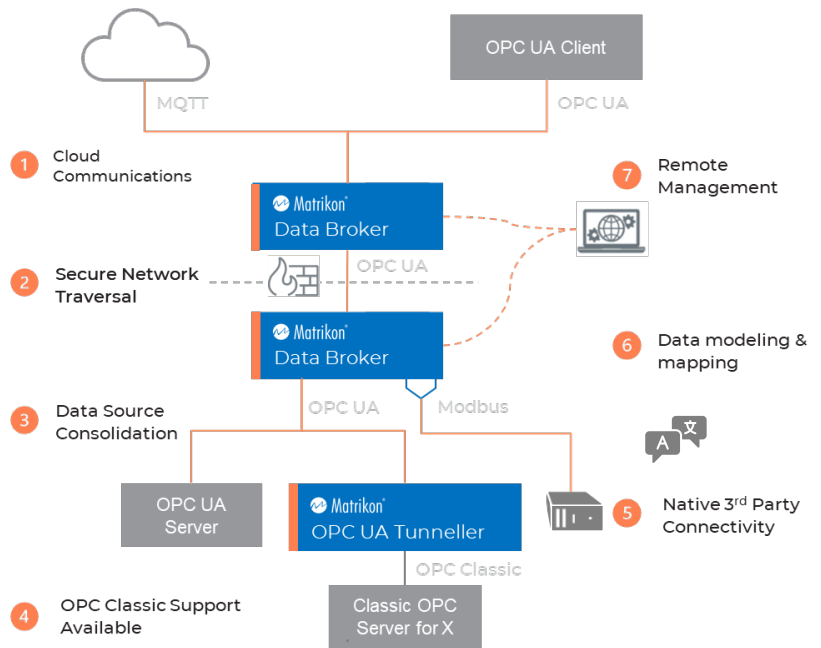 OPC UA Client
MQTT
OPC UA
1
Cloud
Communications
7
Remote
Management
Matrikon®
Data Broker
OPC UA
2
Secure Network
Traversal
Matrikon®
Data Broker
6
Data modeling &
mapping
OPC UA
Modbus
3
Data Source
Consolidation
A 文
OPC UA
Server
Matrikon®
OPC UA Tunneller
5
Native 3rd Party
Connectivity
OPC Classic
4
OPC Classic Support
Available
Classic OPC
Server for X